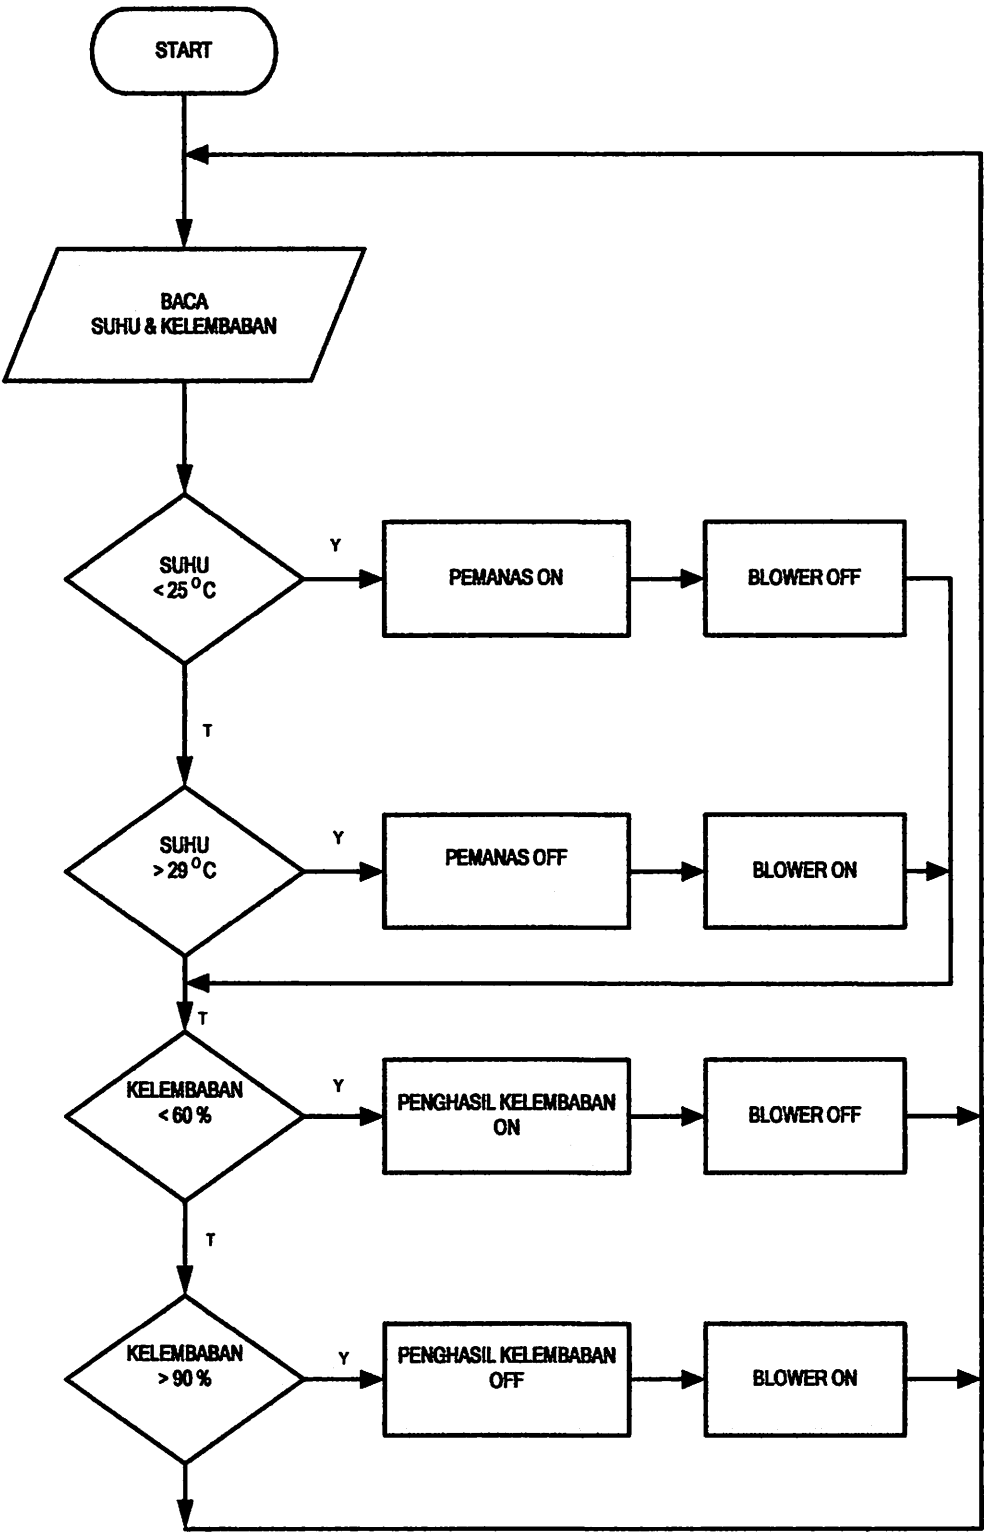 START
BACA
SUHU & KELEMBABAN
SUHU
< 25 °C
Y
PEMANAS ON
BLOWER OFF
T
SUHU
> 29 °C
Y
PEMANAS OFF
BLOWER ON
T
KELEMBABAN
< 60 %
Y
PENGHASIL KELEMBABAN
ON
BLOWER OFF
T
KELEMBABAN
> 90 %
Y
PENGHASIL KELEMBABAN
OFF
BLOWER ON